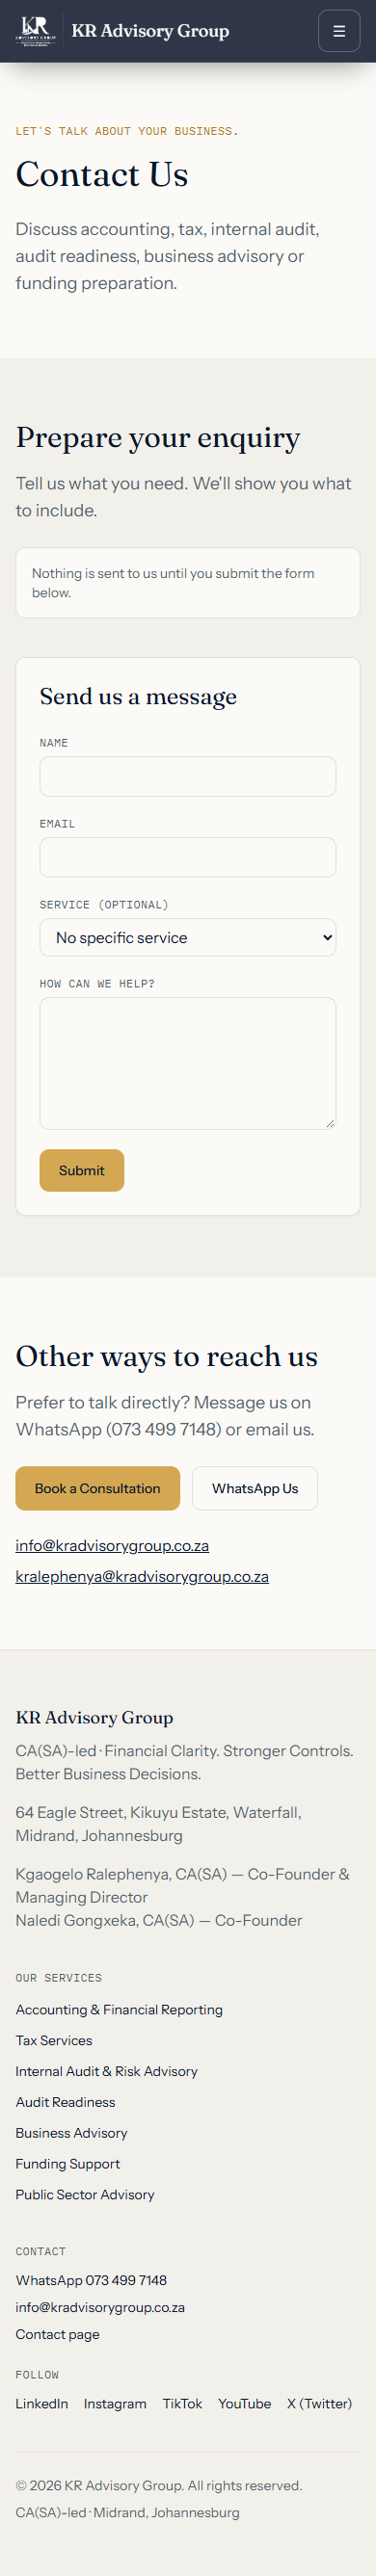 KR
ADVISORY GROUP
KR Advisory Group
☰
LET'S TALK ABOUT YOUR BUSINESS.
Contact Us
Discuss accounting, tax, internal audit,
audit readiness, business advisory or
funding preparation.
Prepare your enquiry
Tell us what you need. We'll show you what
to include.
Nothing is sent to us until you submit the form
below.
Send us a message
NAME
EMAIL
SERVICE (OPTIONAL)
No specific service
HOW CAN WE HELP?
Submit
Other ways to reach us
Prefer to talk directly? Message us on
WhatsApp (073 499 7148) or email us.
Book a Consultation
WhatsApp Us
info@kradvisorygroup.co.za
kralephenya@kradvisorygroup.co.za
KR Advisory Group
CA(SA)-led · Financial Clarity. Stronger Controls.
Better Business Decisions.
64 Eagle Street, Kikuyu Estate, Waterfall,
Midrand, Johannesburg
Kgaogelo Ralephenya, CA(SA) — Co-Founder &
Managing Director
Naledi Gongxeka, CA(SA) — Co-Founder
OUR SERVICES
Accounting & Financial Reporting
Tax Services
Internal Audit & Risk Advisory
Audit Readiness
Business Advisory
Funding Support
Public Sector Advisory
CONTACT
WhatsApp 073 499 7148
info@kradvisorygroup.co.za
Contact page
FOLLOW
LinkedIn Instagram TikTok YouTube X (Twitter)
© 2026 KR Advisory Group. All rights reserved.
CA(SA)-led · Midrand, Johannesburg